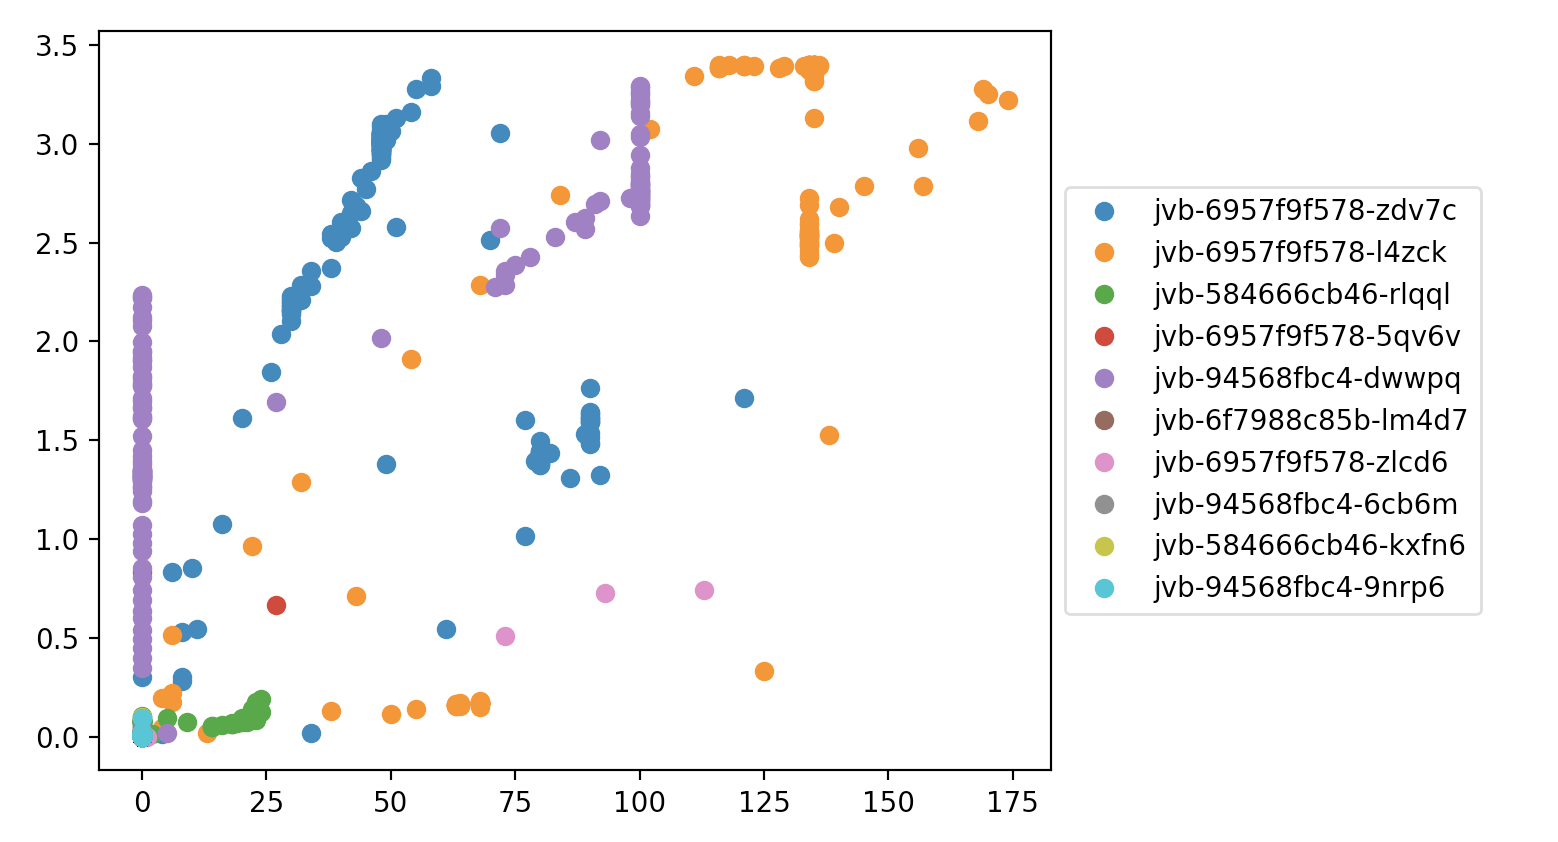 3.5
3.0
2.5
2.0
1.5
1.0
0.5
0.0
0 25 50 75 100 125 150 175
jvb-6957f9f578-zdv7c
jvb-6957f9f578-l4zck
jvb-584666cb46-rlqql
jvb-6957f9f578-5qv6v
jvb-94568fbc4-dwwpq
jvb-6f7988c85b-lm4d7
jvb-6957f9f578-zlcd6
jvb-94568fbc4-6cb6m
jvb-584666cb46-kxfn6
jvb-94568fbc4-9nrp6